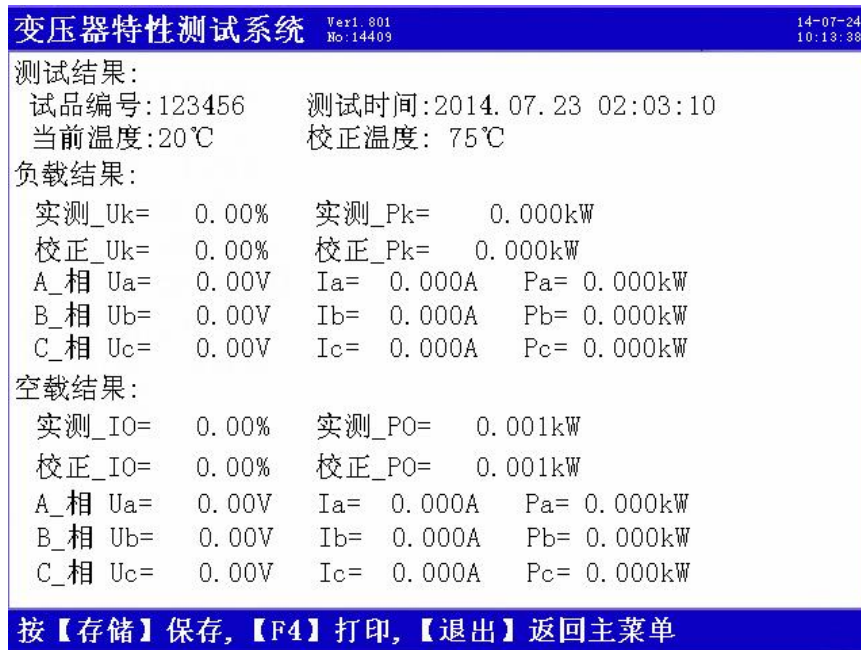 变压器特性测试系统 Ver1.801 No:14409 14-07-24 10:13:38
测试结果:
试品编号:123456 测试时间:2014.07.23 02:03:10
当前温度:20℃ 校正温度: 75℃
负载结果:
实测_Uk= 0.00% 实测_Pk= 0.000kW
校正_Uk= 0.00% 校正_Pk= 0.000kW
A_相 Ua= 0.00V Ia= 0.000A Pa= 0.000kW
B_相 Ub= 0.00V Ib= 0.000A Pb= 0.000kW
C_相 Uc= 0.00V Ic= 0.000A Pc= 0.000kW
空载结果:
实测_IO= 0.00% 实测_PO= 0.001kW
校正_IO= 0.00% 校正_PO= 0.001kW
A_相 Ua= 0.00V Ia= 0.000A Pa= 0.000kW
B_相 Ub= 0.00V Ib= 0.000A Pb= 0.000kW
C_相 Uc= 0.00V Ic= 0.000A Pc= 0.000kW
按【存储】保存,【F4】打印,【退出】返回主菜单